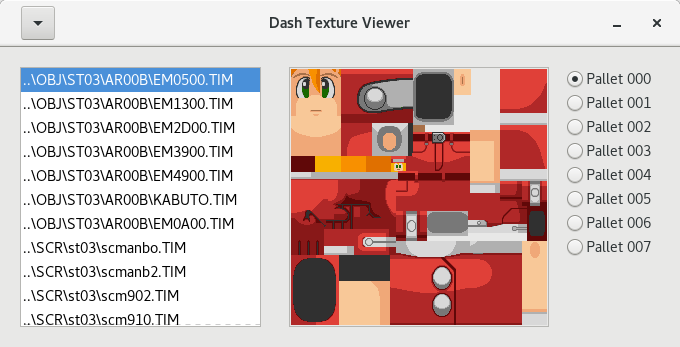 Dash Texture Viewer
..\OBJ\ST03\AR00B\EM0500.TIM
..\OBJ\ST03\AR00B\EM1300.TIM
..\OBJ\ST03\AR00B\EM2D00.TIM
..\OBJ\ST03\AR00B\EM3900.TIM
..\OBJ\ST03\AR00B\EM4900.TIM
..\OBJ\ST03\AR00B\KABUTO.TIM
..\OBJ\ST03\AR00B\EM0A00.TIM
..\SCR\st03\scmanbo.TIM
..\SCR\st03\scmanb2.TIM
..\SCR\st03\scm902.TIM
..\SCR\st03\scm910.TIM
Pallet 000
Pallet 001
Pallet 002
Pallet 003
Pallet 004
Pallet 005
Pallet 006
Pallet 007